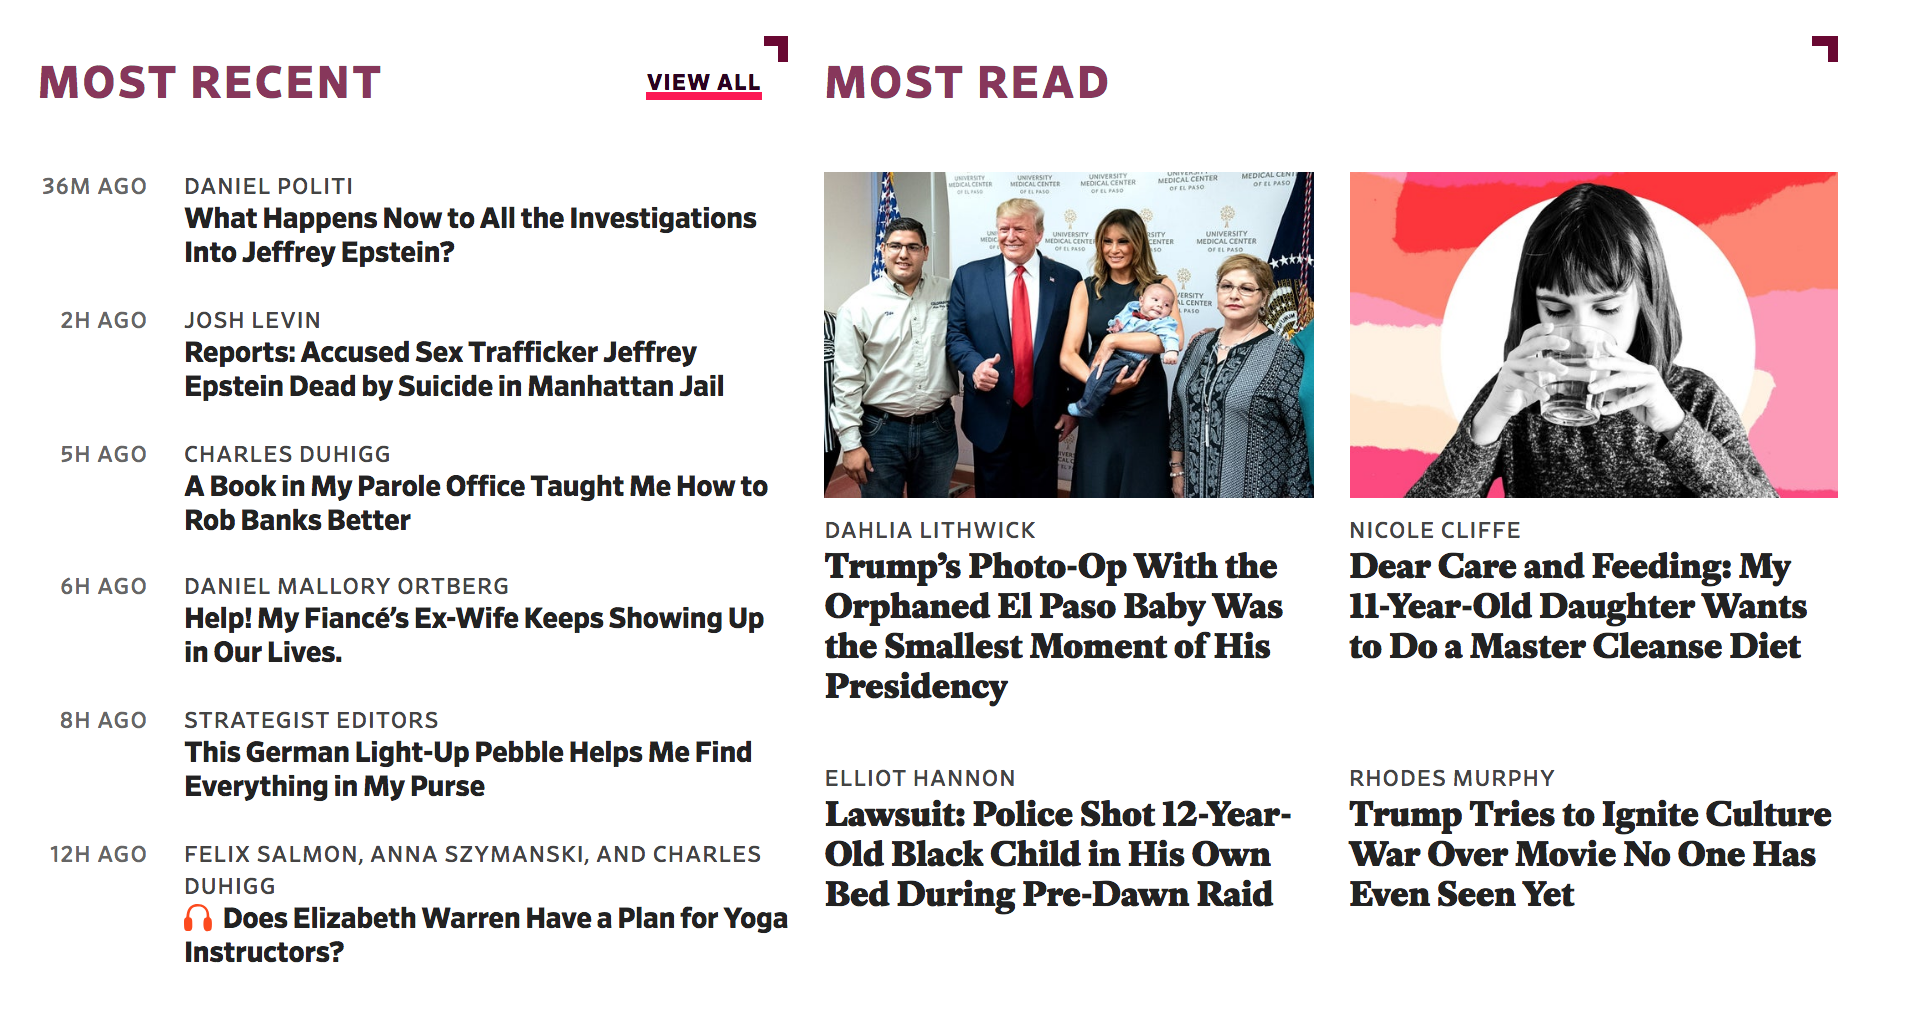 MOST RECENT
VIEW ALL
36M AGO
DANIEL POLITI
What Happens Now to All the Investigations
Into Jeffrey Epstein?
2H AGO
JOSH LEVIN
Reports: Accused Sex Trafficker Jeffrey
Epstein Dead by Suicide in Manhattan Jail
5H AGO
CHARLES DUHIGG
A Book in My Parole Office Taught Me How to
Rob Banks Better
6H AGO
DANIEL MALLORY ORTBERG
Help! My Fiancé’s Ex-Wife Keeps Showing Up
in Our Lives.
8H AGO
STRATEGIST EDITORS
This German Light-Up Pebble Helps Me Find
Everything in My Purse
12H AGO
FELIX SALMON, ANNA SZYMANSKI, AND CHARLES
DUHIGG
Does Elizabeth Warren Have a Plan for Yoga
Instructors?
MOST READ
UNIVERSITY
MEDICAL CENTER
OF EL PASO
DAHLIA LITHWICK
Trump’s Photo-Op With the
Orphaned El Paso Baby Was
the Smallest Moment of His
Presidency
NICOLE CLIFFE
Dear Care and Feeding: My
11-Year-Old Daughter Wants
to Do a Master Cleanse Diet
ELLIOT HANNON
Lawsuit: Police Shot 12-Year-
Old Black Child in His Own
Bed During Pre-Dawn Raid
RHODES MURPHY
Trump Tries to Ignite Culture
War Over Movie No One Has
Even Seen Yet